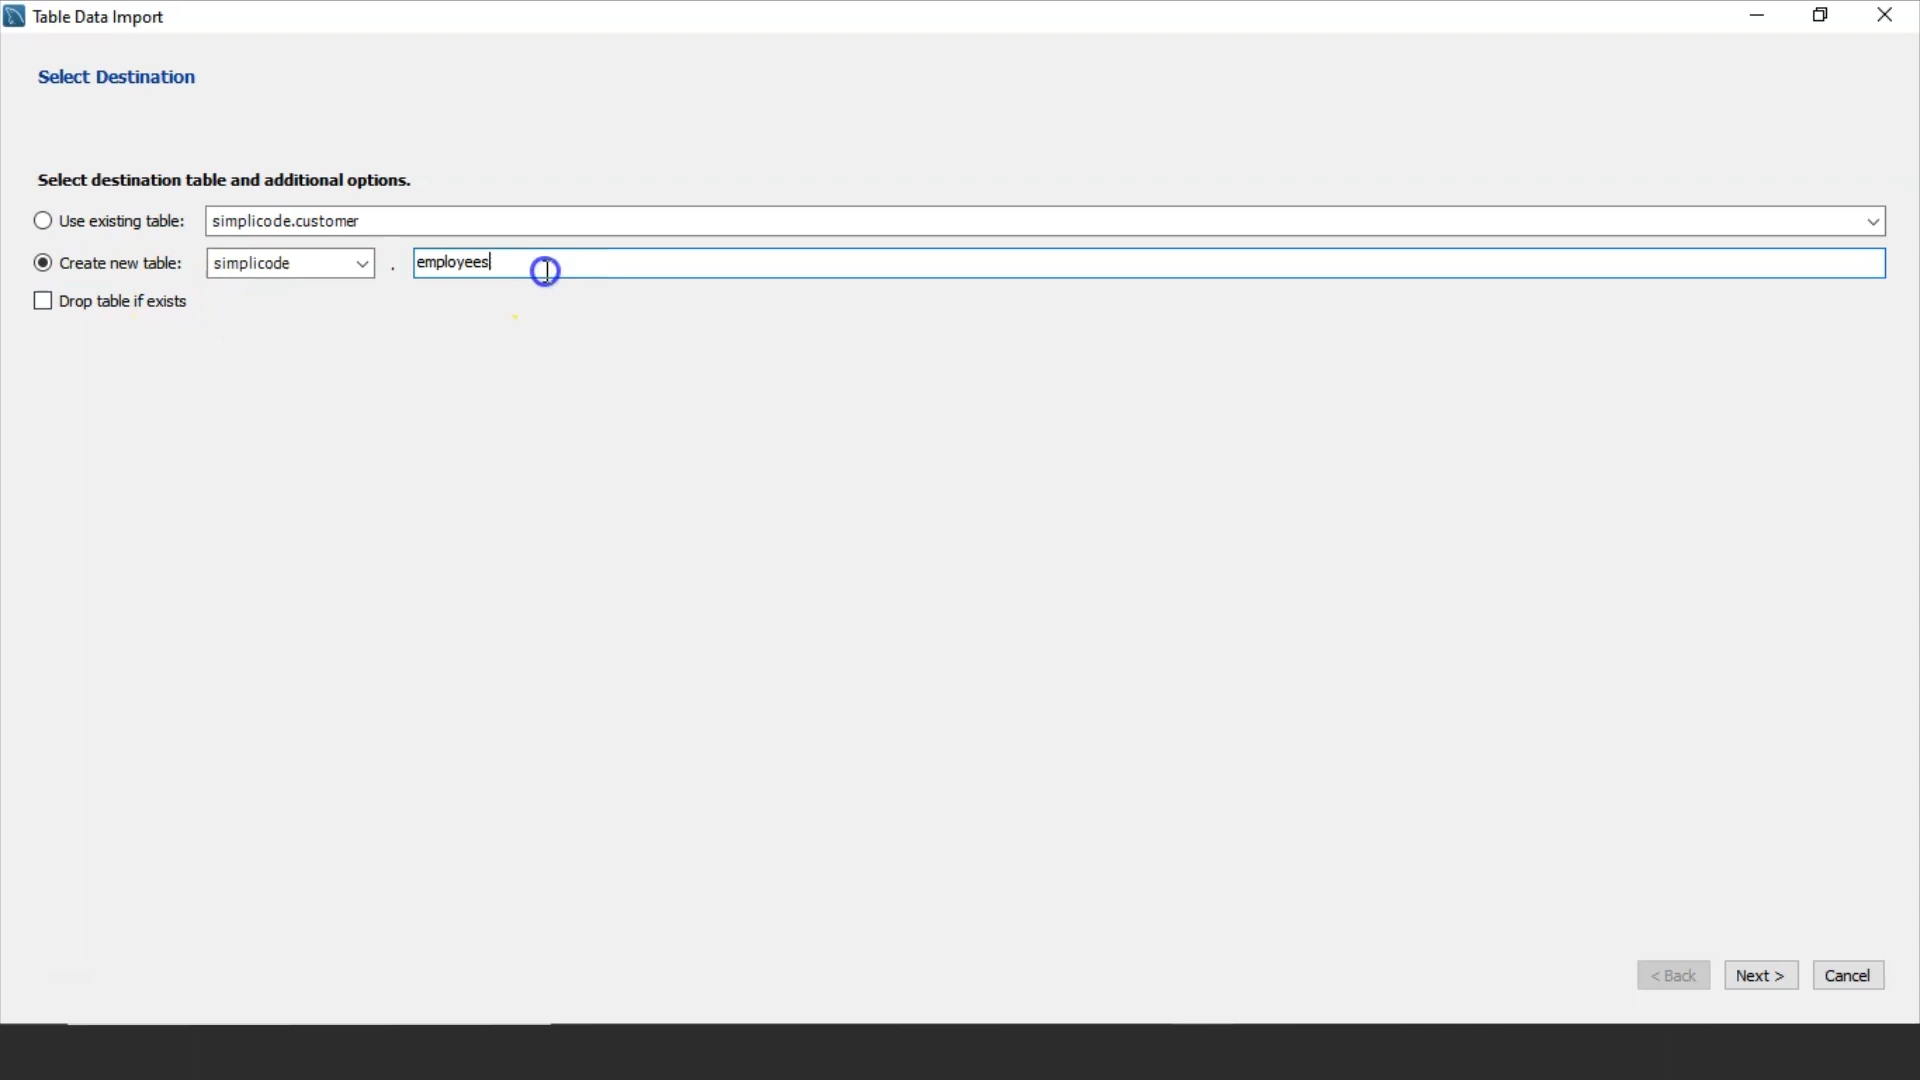 Table Data Import
Select Destination
Select destination table and additional options.
Use existing table: simplicode.customer
Create new table: simplicode . employees
Drop table if exists
< Back Next > Cancel